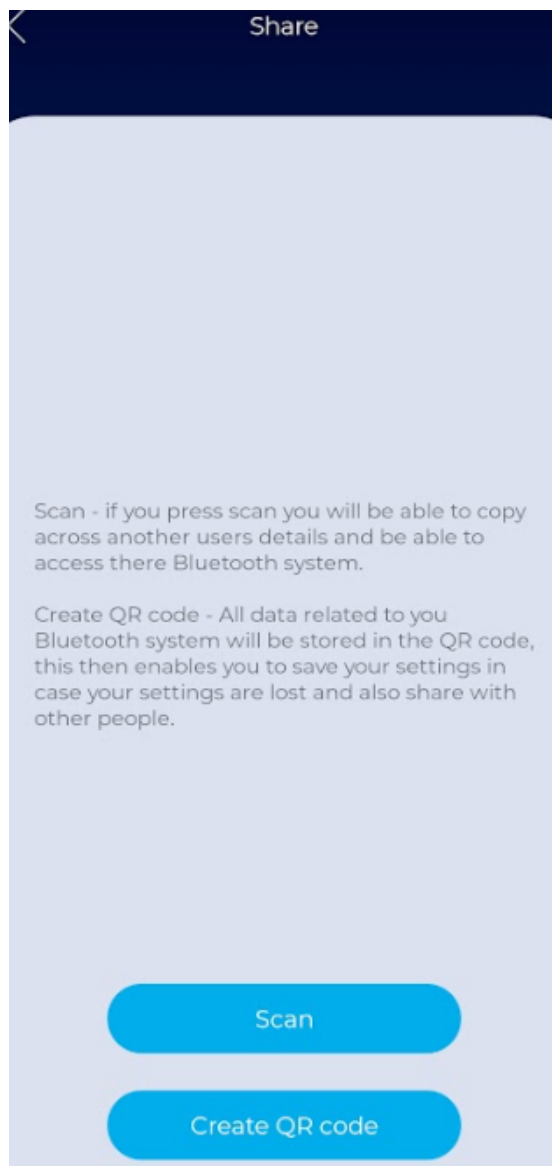 Share
Scan - if you press scan you will be able to copy
across another users details and be able to
access there Bluetooth system.
Create QR code - All data related to you
Bluetooth system will be stored in the QR code,
this then enables you to save your settings in
case your settings are lost and also share with
other people.
Scan
Create QR code